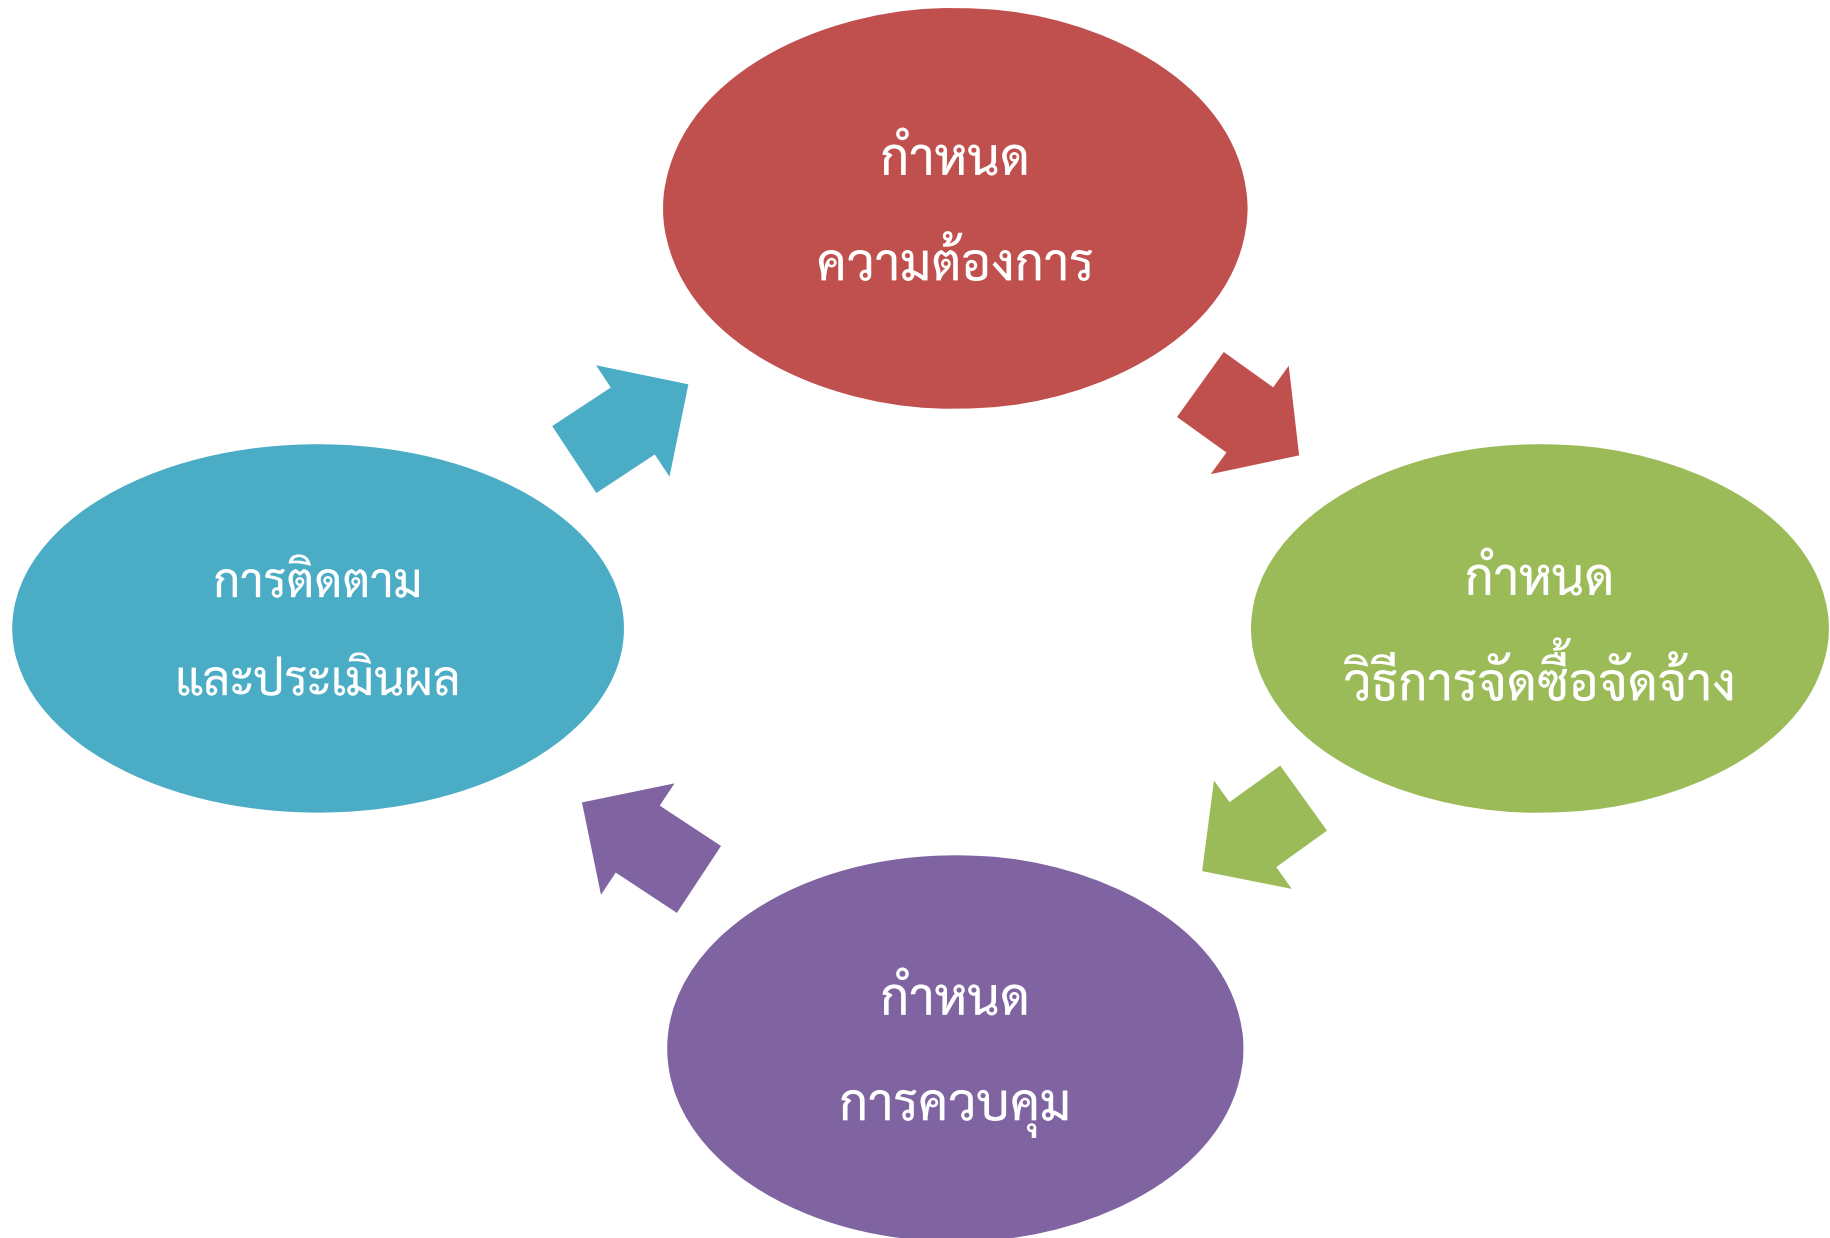 กำหนด
ความต้องการ
กำหนด
วิธีการจัดซื้อจัดจ้าง
กำหนด
การควบคุม
การติดตาม
และประเมินผล